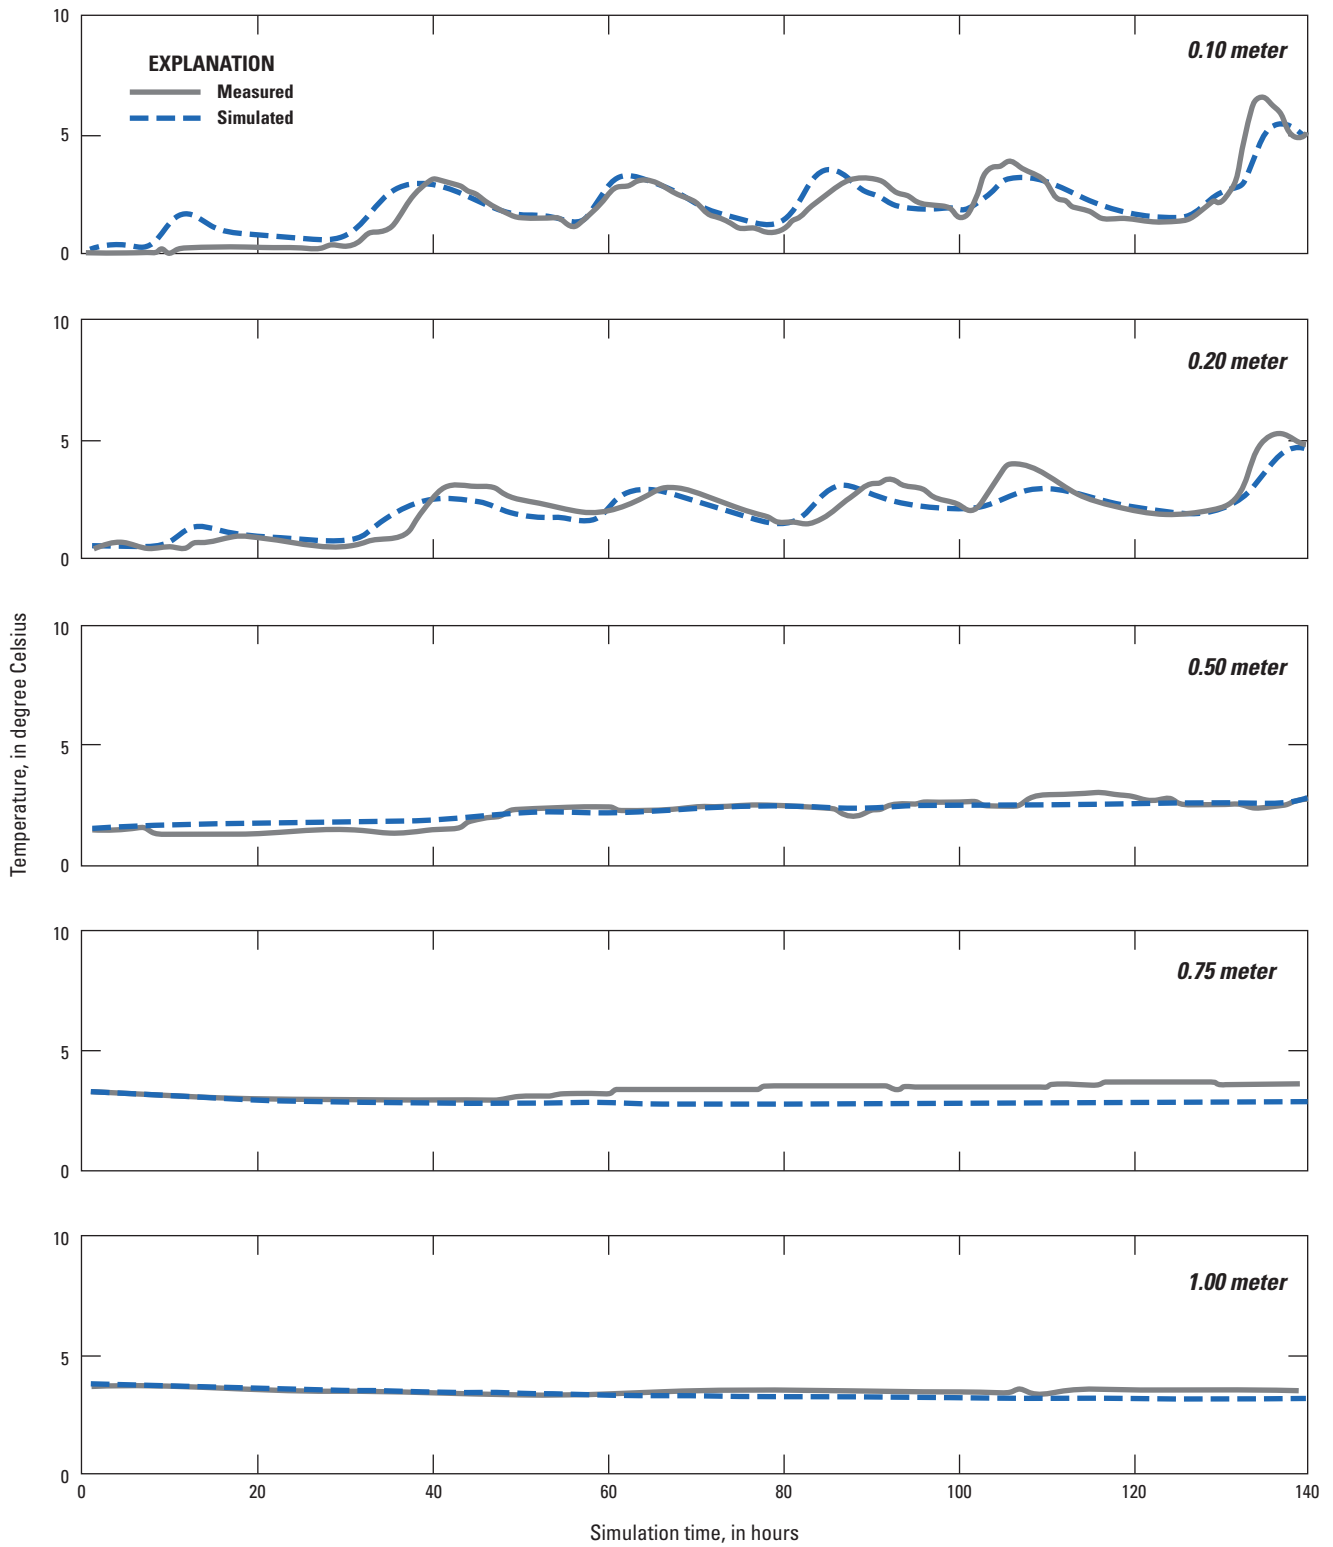 10
0.10 meter
EXPLANATION
Measured
Simulated
5
0
10
0.20 meter
5
0
Temperature, in degree Celsius
10
0.50 meter
5
0
10
0.75 meter
5
0
10
1.00 meter
5
0
0 20 40 60 80 100 120 140
Simulation time, in hours